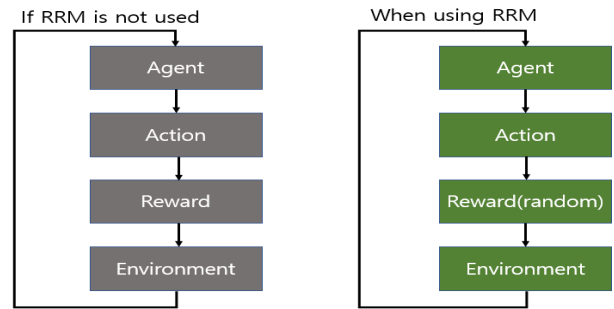 If RRM is not used
Agent
Action
Reward
Environment
When using RRM
Agent
Action
Reward(random)
Environment